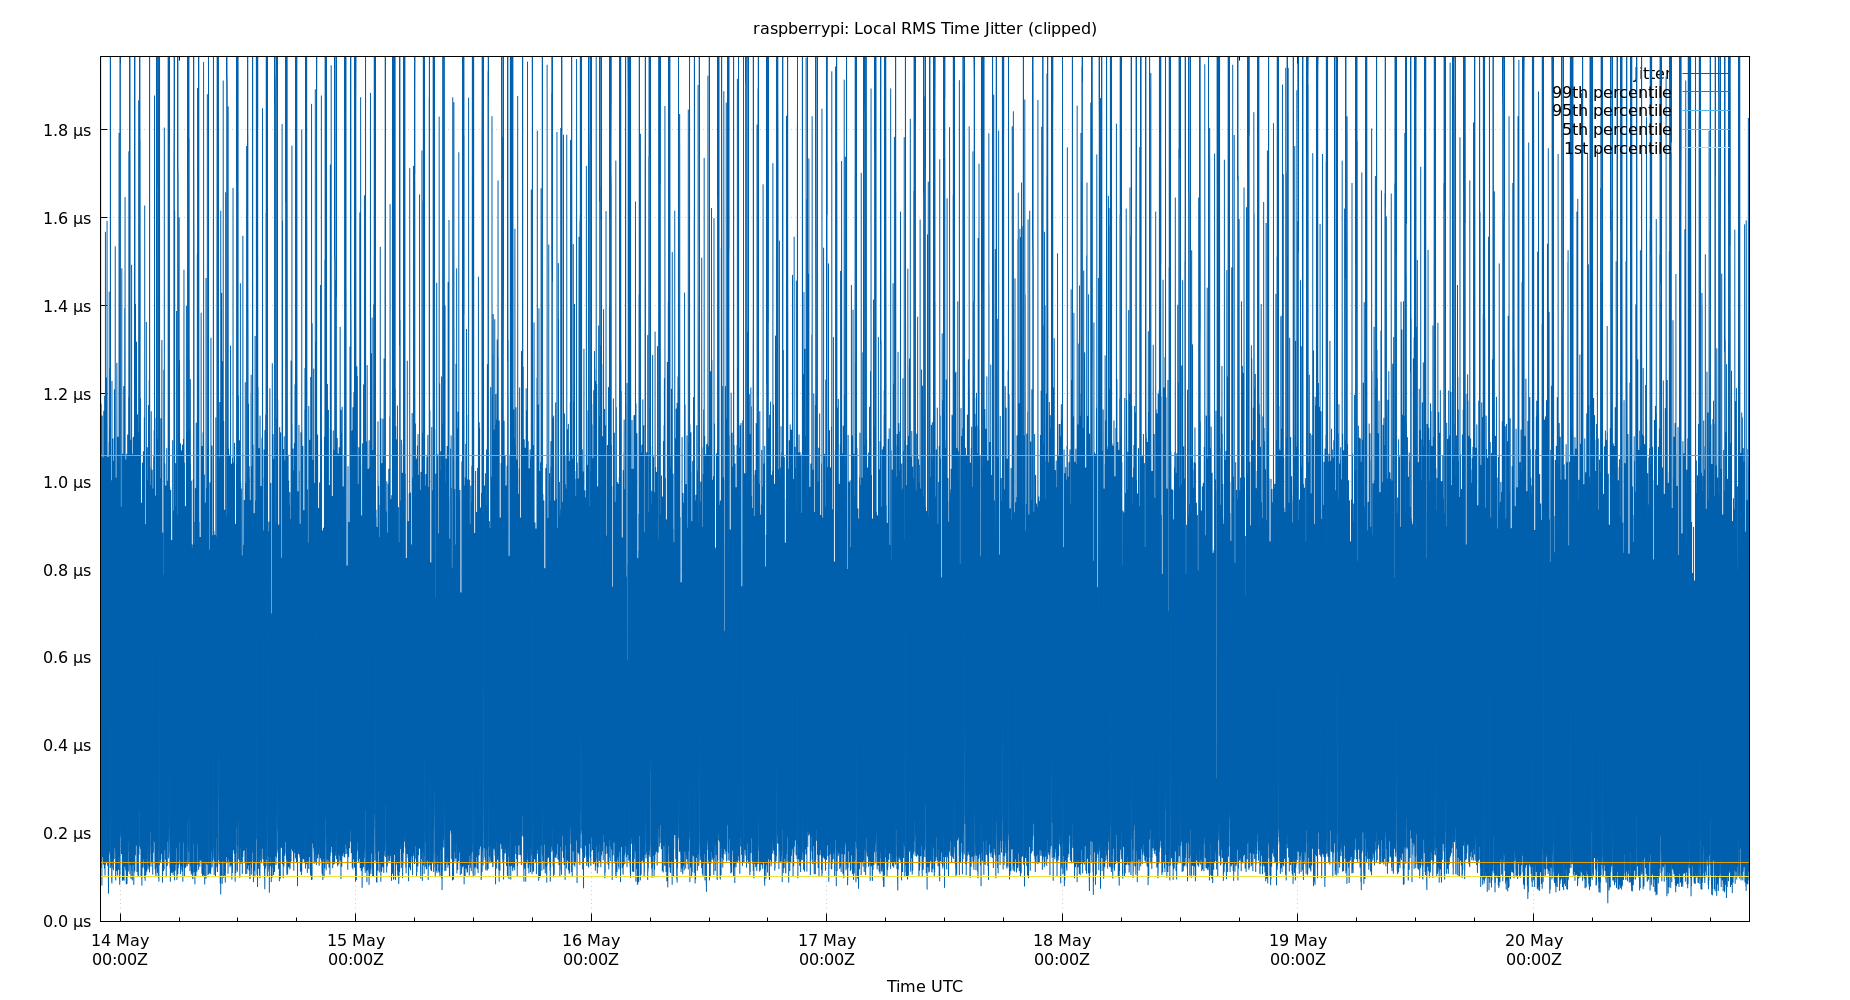 raspberrypi: Local RMS Time Jitter (clipped)
jitter
99th percentile
95th percentile
5th percentile
1st percentile
1.8 µs
1.6 µs
1.4 µs
1.2 µs
1.0 µs
0.8 µs
0.6 µs
0.4 µs
0.2 µs
0.0 µs
14 May 15 May 16 May 17 May 18 May 19 May 20 May
00:00Z 00:00Z 00:00Z 00:00Z 00:00Z 00:00Z 00:00Z
Time UTC